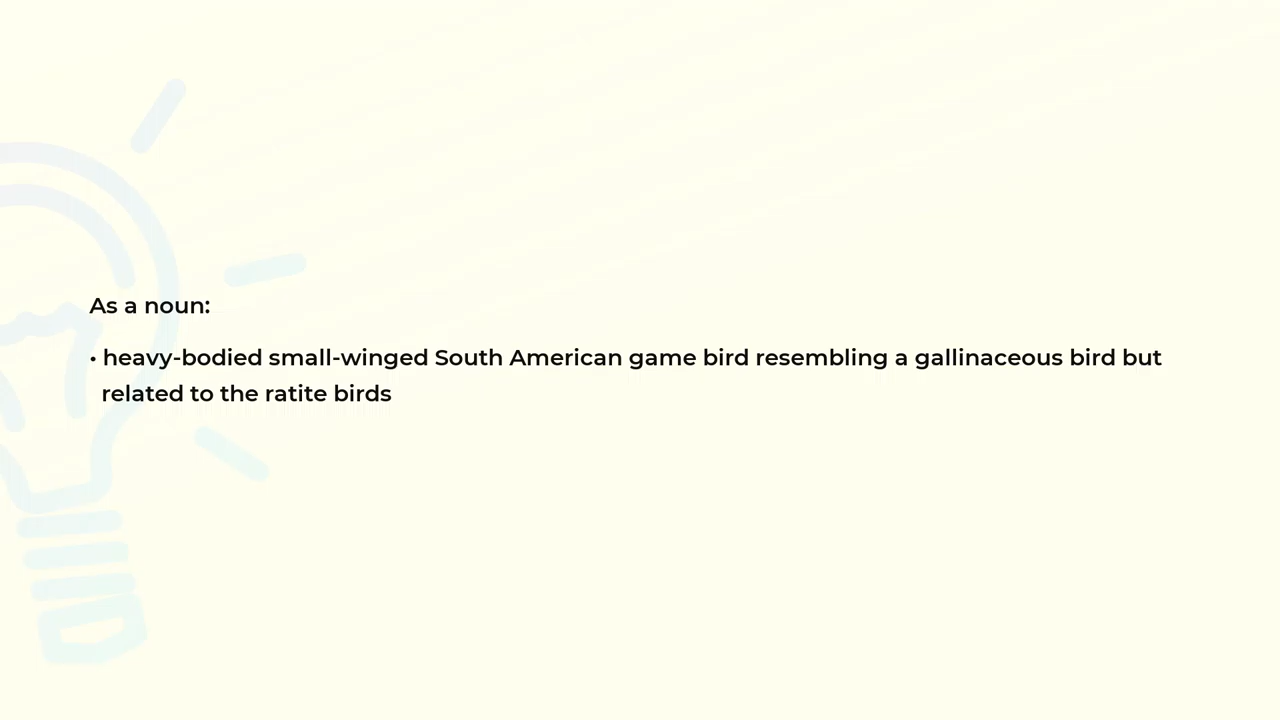 As a noun:
• heavy-bodied small-winged South American game bird resembling a gallinaceous bird but
related to the ratite birds